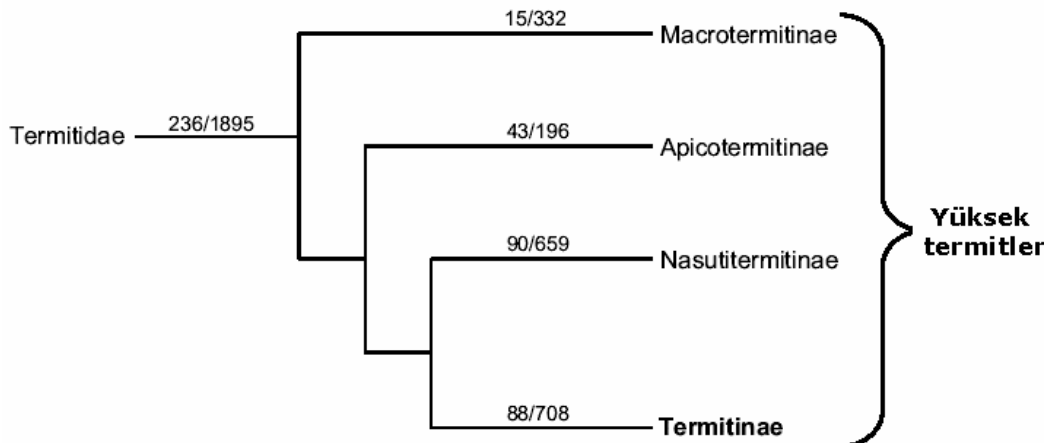 15/332
Macrotermitinae
Termitidae
236/1895
43/196
Apicotermitinae
Yüksek
termitler
90/659
Nasutitermitinae
88/708
Termitinae